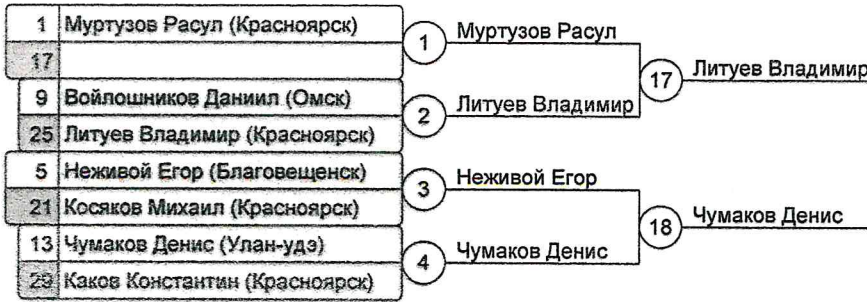 1 Муртузов Расул (Красноярск)
17
1 Муртузов Расул
9 Войлошников Даниил (Омск)
25 Литуев Владимир (Красноярск)
2 Литуев Владимир
17 Литуев Владимир
5 Неживой Егор (Благовещенск)
21 Косяков Михаил (Красноярск)
3 Неживой Егор
13 Чумаков Денис (Улан-удэ)
29 Каков Константин (Красноярск)
4 Чумаков Денис
18 Чумаков Денис